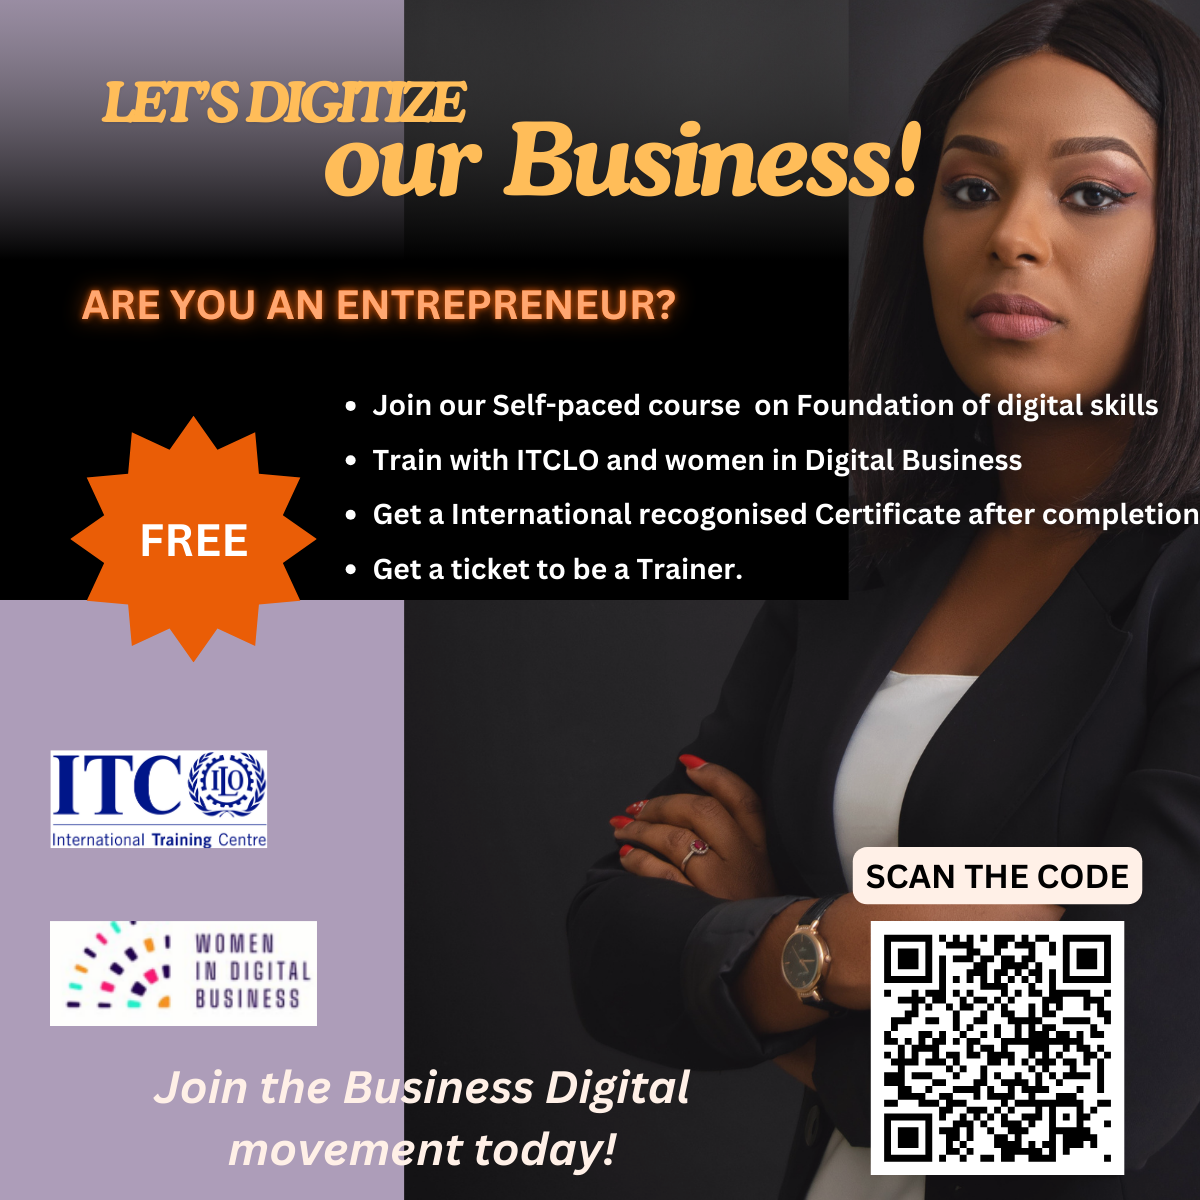 LET'S DIGITIZE
our Business!
ARE YOU AN ENTREPRENEUR?
• Join our Self-paced course on Foundation of digital skills
• Train with ITCLO and women in Digital Business
• Get a International recogonised Certificate after completion
• Get a ticket to be a Trainer.
FREE
ITC ILO
International Training Centre
WOMEN
IN DIGITAL
BUSINESS
SCAN THE CODE
Join the Business Digital
movement today!